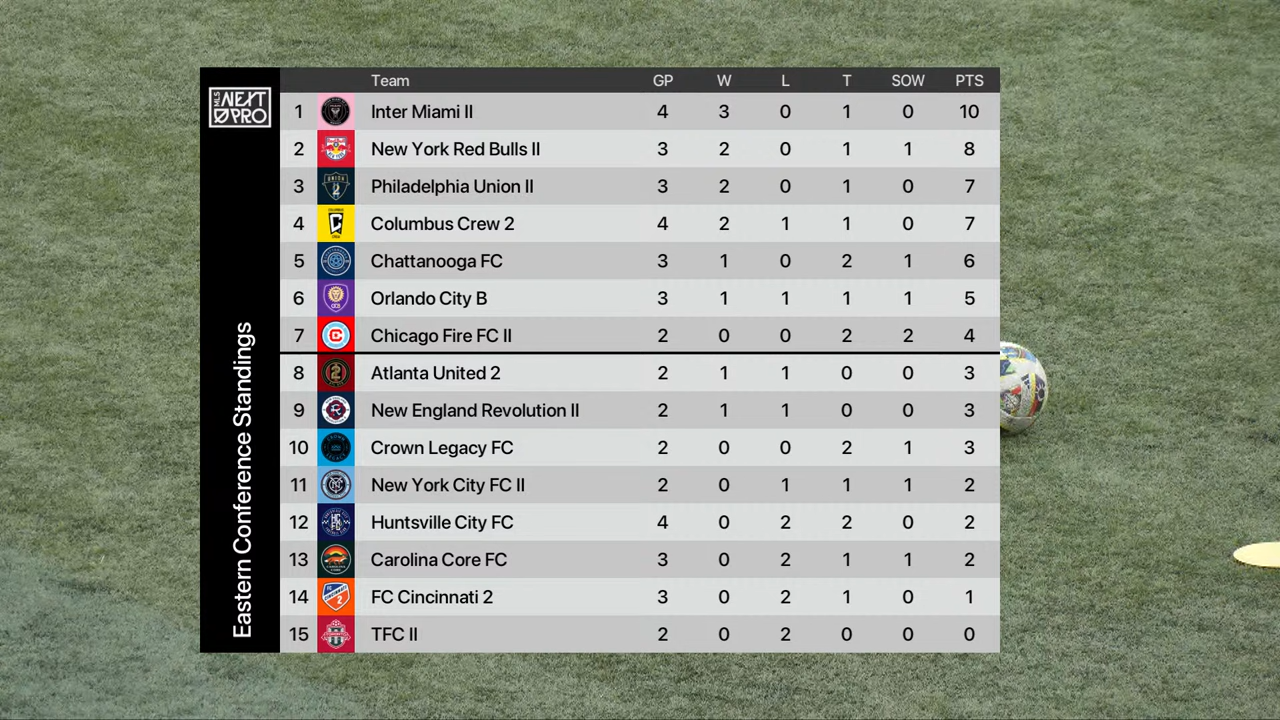 MLS NEXT PRO
Eastern Conference Standings
Team GP W L T SOW PTS
1 Inter Miami II 4 3 0 1 0 10
2 New York Red Bulls II 3 2 0 1 1 8
3 Philadelphia Union II 3 2 0 1 0 7
4 Columbus Crew 2 4 2 1 1 0 7
5 Chattanooga FC 3 1 0 2 1 6
6 Orlando City B 3 1 1 1 1 5
7 Chicago Fire FC II 2 0 0 2 2 4
8 Atlanta United 2 2 1 1 0 0 3
9 New England Revolution II 2 1 1 0 0 3
10 Crown Legacy FC 2 0 0 2 1 3
11 New York City FC II 2 0 1 1 1 2
12 Huntsville City FC 4 0 2 2 0 2
13 Carolina Core FC 3 0 2 1 1 2
14 FC Cincinnati 2 3 0 2 1 0 1
15 TFC II 2 0 2 0 0 0